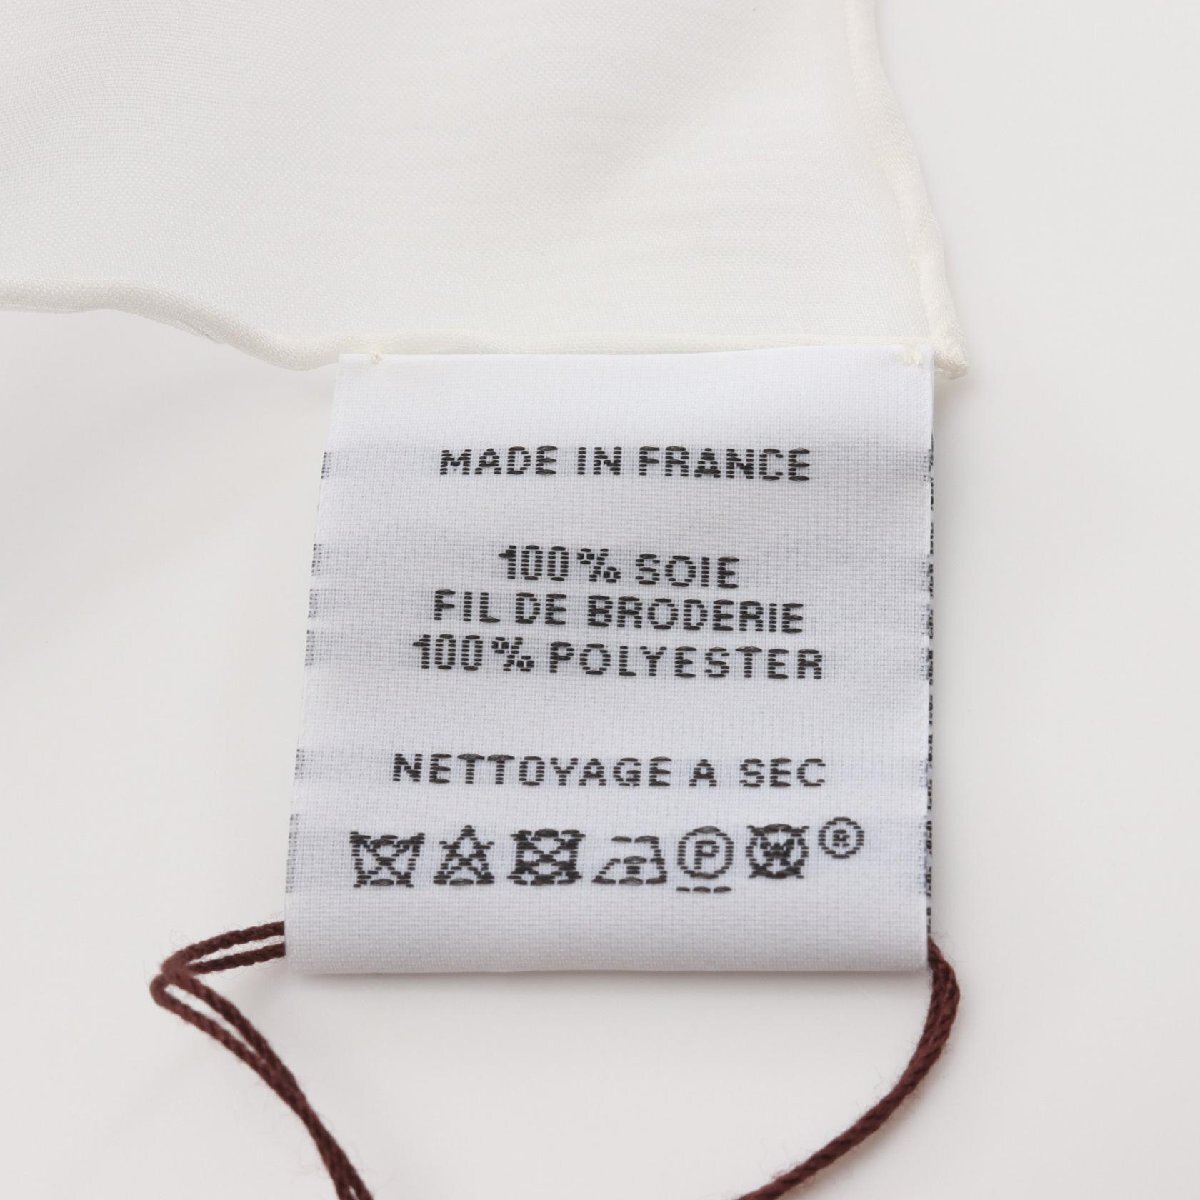 MADE IN FRANCE
100% SOIE
FIL DE BRODERIE
100% POLYESTER
NETTOYAGE A SEC
P W ®